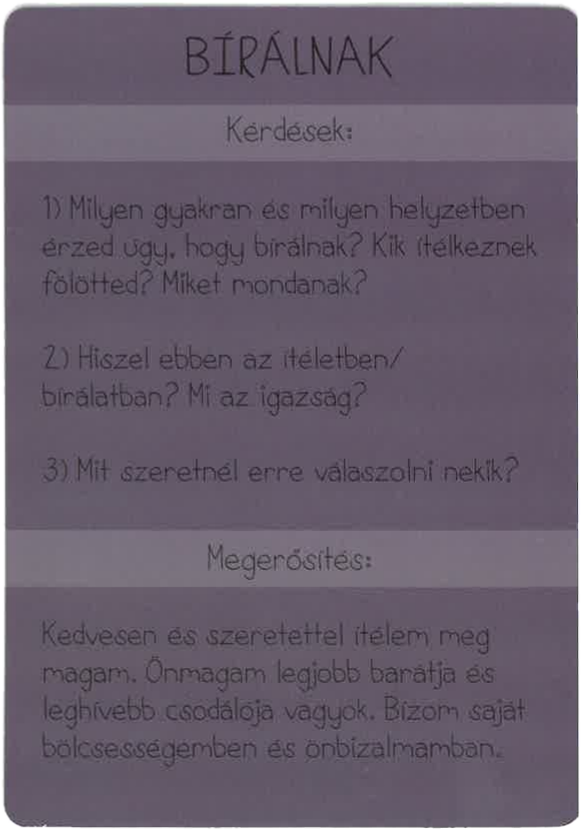 BÍRÁLNAK
Kérdések:
1) Milyen gyakran és milyen helyzetben
érzed úgy, hogy bírálnak? Kik ítélkeznek
fölötted? Miket mondanak?
2) Hiszel ebben az ítéletben/
bírálatban? Mi az igazság?
3) Mit szeretnél erre válaszolni nekik?
Megerősítés:
Kedvesen és szeretettel ítélem meg
magam. Önmagam legjobb barátja és
leghívebb csodálója vagyok. Bízom saját
bölcsességemben és önbizalmamban.